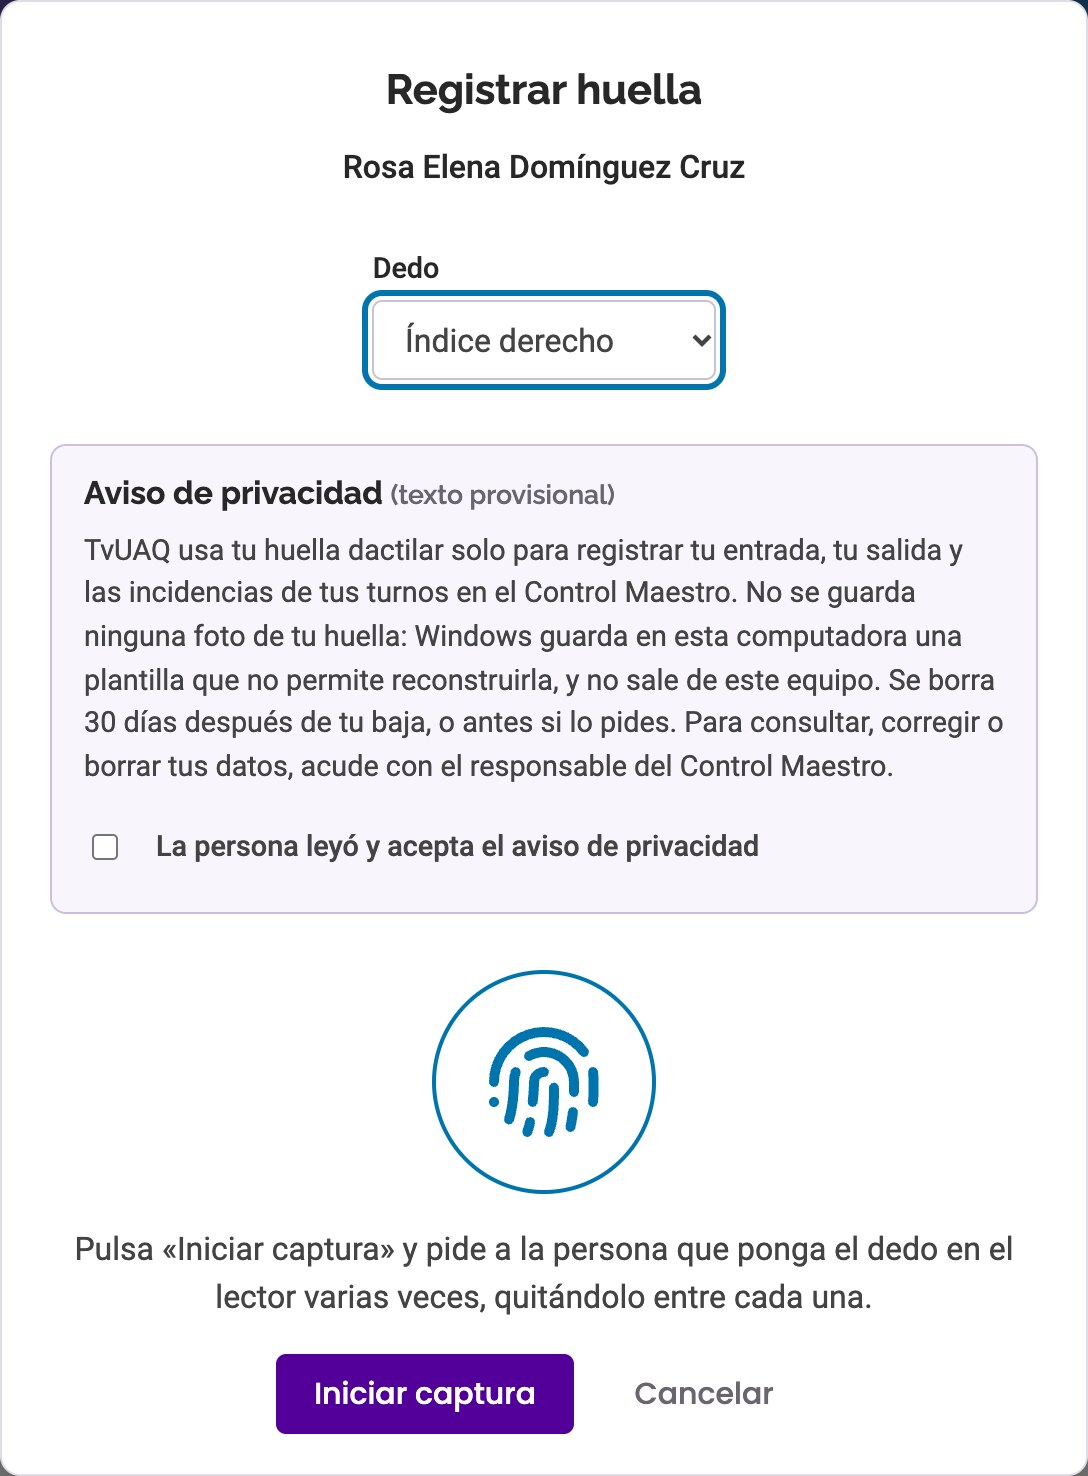 Registrar huella
Rosa Elena Domínguez Cruz
Dedo
Índice derecho
Aviso de privacidad (texto provisional)
TvUAQ usa tu huella dactilar solo para registrar tu entrada, tu salida y
las incidencias de tus turnos en el Control Maestro. No se guarda
ninguna foto de tu huella: Windows guarda en esta computadora una
plantilla que no permite reconstruirla, y no sale de este equipo. Se borra
30 días después de tu baja, o antes si lo pides. Para consultar, corregir o
borrar tus datos, acude con el responsable del Control Maestro.
La persona leyó y acepta el aviso de privacidad
Pulsa «Iniciar captura» y pide a la persona que ponga el dedo en el
lector varias veces, quitándolo entre cada una.
Iniciar captura
Cancelar